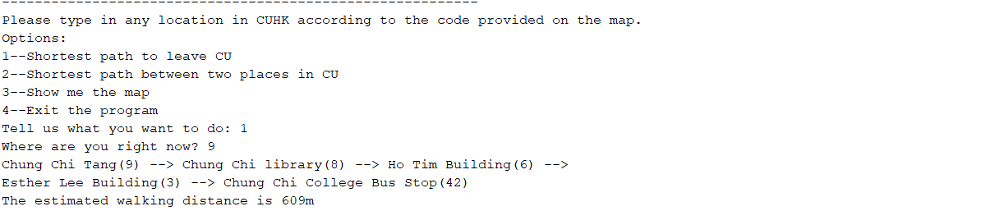 ----------------------------------------------------------
Please type in any location in CUHK according to the code provided on the map.
Options:
1--Shortest path to leave CU
2--Shortest path between two places in CU
3--Show me the map
4--Exit the program
Tell us what you want to do: 1
Where are you right now? 9
Chung Chi Tang(9) --> Chung Chi library(8) --> Ho Tim Building(6) -->
Esther Lee Building(3) --> Chung Chi College Bus Stop(42)
The estimated walking distance is 609m